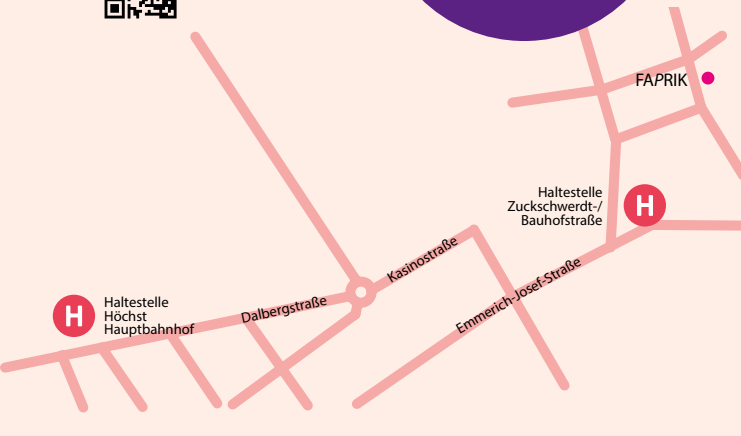 FAPRIK
Haltestelle
Zuckschwerdt-/
Bauhofstraße
H
Kasinostraße
Emmerich-Josef-Straße
H
Haltestelle
Höchst
Hauptbahnhof
Dalbergstraße